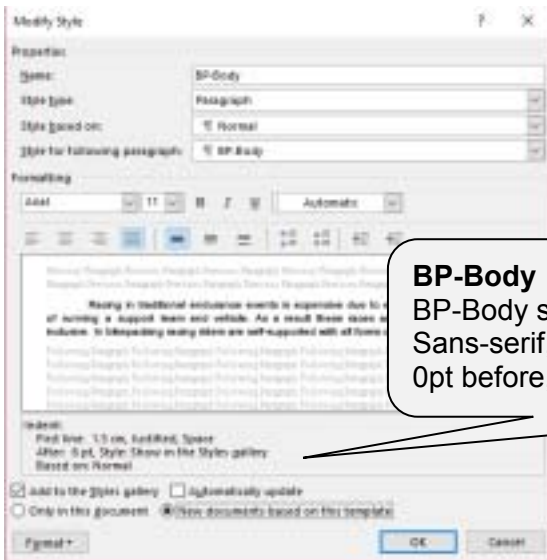 Modify Style ? ×
Properties
Name: BP-Body
Style type: Paragraph
Style based on: ¶ Normal
Style for following paragraph: ¶ BP-Body
Formatting
Arial 11 B I U Automatic
Racing in traditional endurance events is expensive due to
of running a support team and vehicle. As a result these races
inclusive. In bikepacking racing riders are self-supported with all forms
Indent:
First line: 1.5 cm, Justified, Space
After: 6 pt, Style: Show in the Styles gallery
Based on: Normal
Add to the Styles gallery Automatically update
Only in this document New documents based on this template
Format OK Cancel
BP-Body
BP-Body s
Sans-serif
0pt before